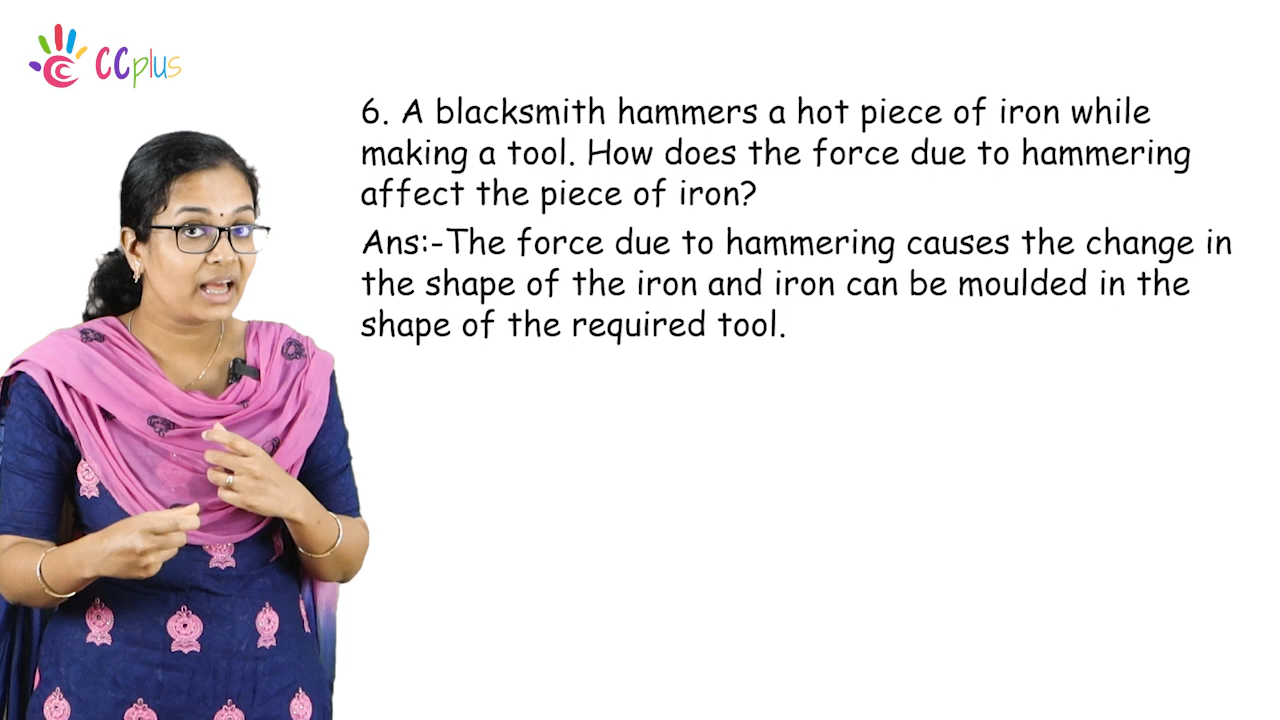 CCplus
6. A blacksmith hammers a hot piece of iron while
making a tool. How does the force due to hammering
affect the piece of iron?
Ans:-The force due to hammering causes the change in
the shape of the iron and iron can be moulded in the
shape of the required tool.